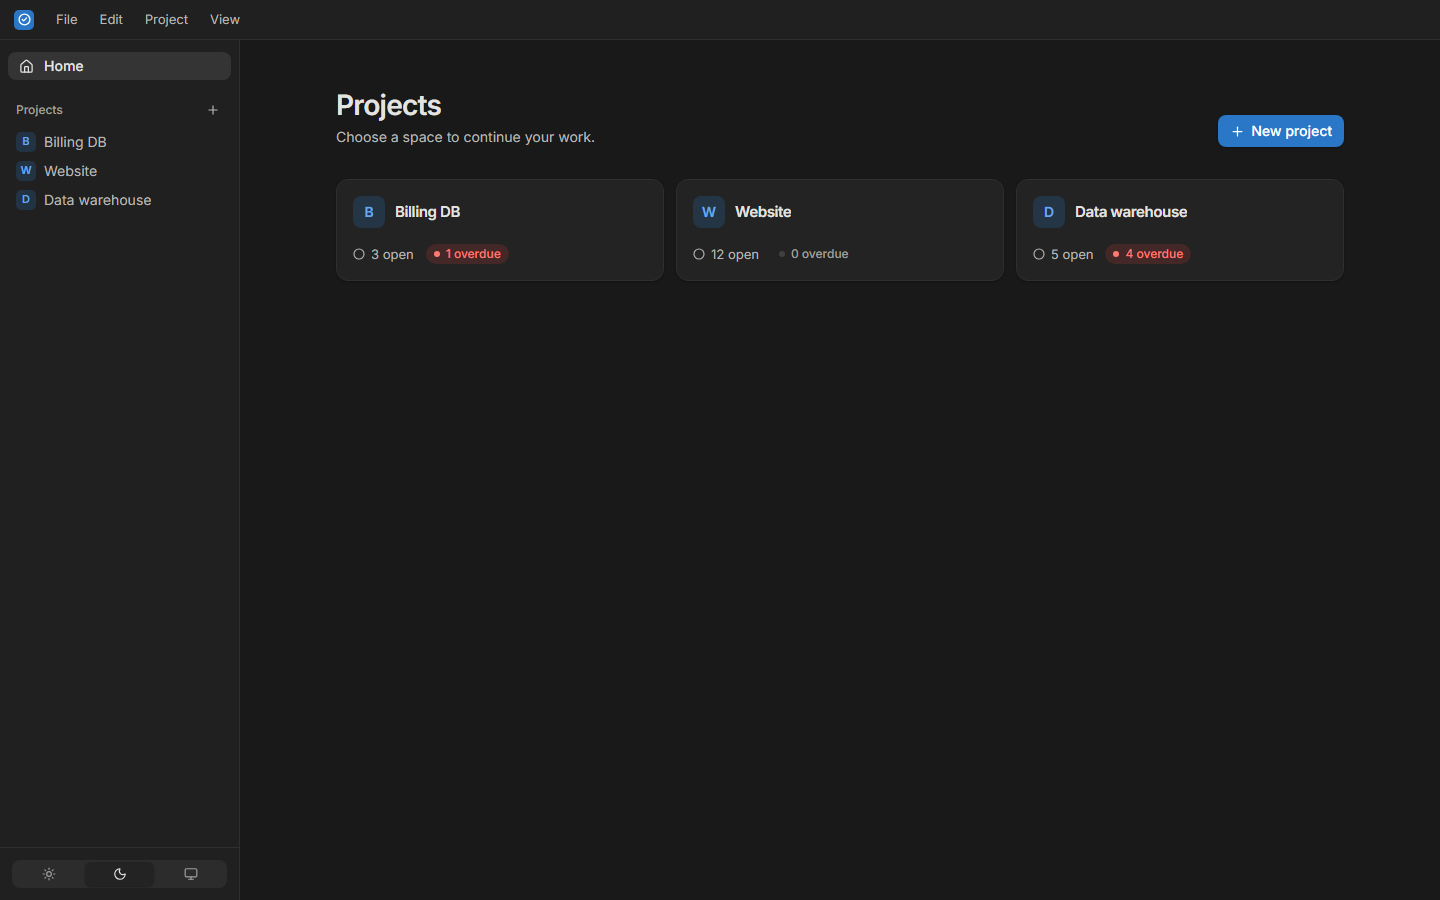 File Edit Project View
Home
Projects
B Billing DB
W Website
D Data warehouse
Projects
Choose a space to continue your work.
New project
B Billing DB
3 open 1 overdue
W Website
12 open 0 overdue
D Data warehouse
5 open 4 overdue